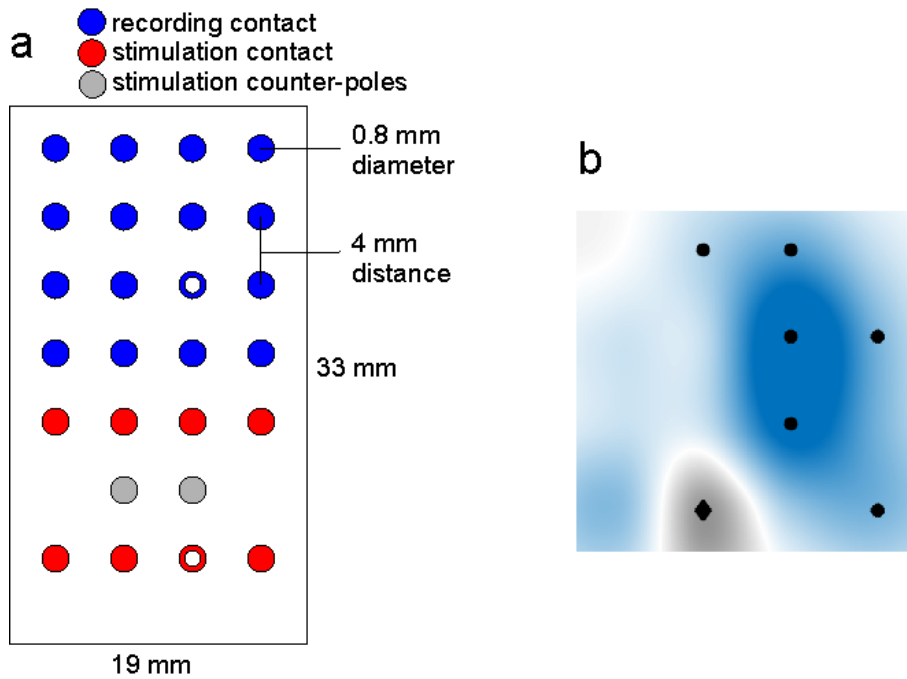 a
recording contact
stimulation contact
stimulation counter-poles
0.8 mm
diameter
4 mm
distance
33 mm
19 mm
b